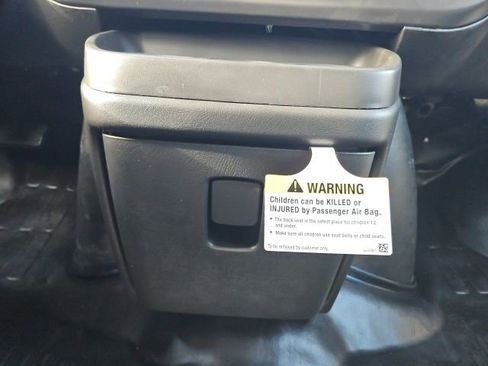 WARNING
Children can be KILLED or
INJURED by Passenger Air Bag.
• The back seat is the safest place for children 12
and under.
• Make sure all children use seat belts or child seats.
To be removed by customer only.